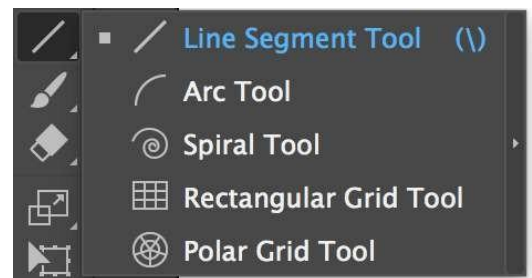 Line Segment Tool (\)
Arc Tool
Spiral Tool
Rectangular Grid Tool
Polar Grid Tool